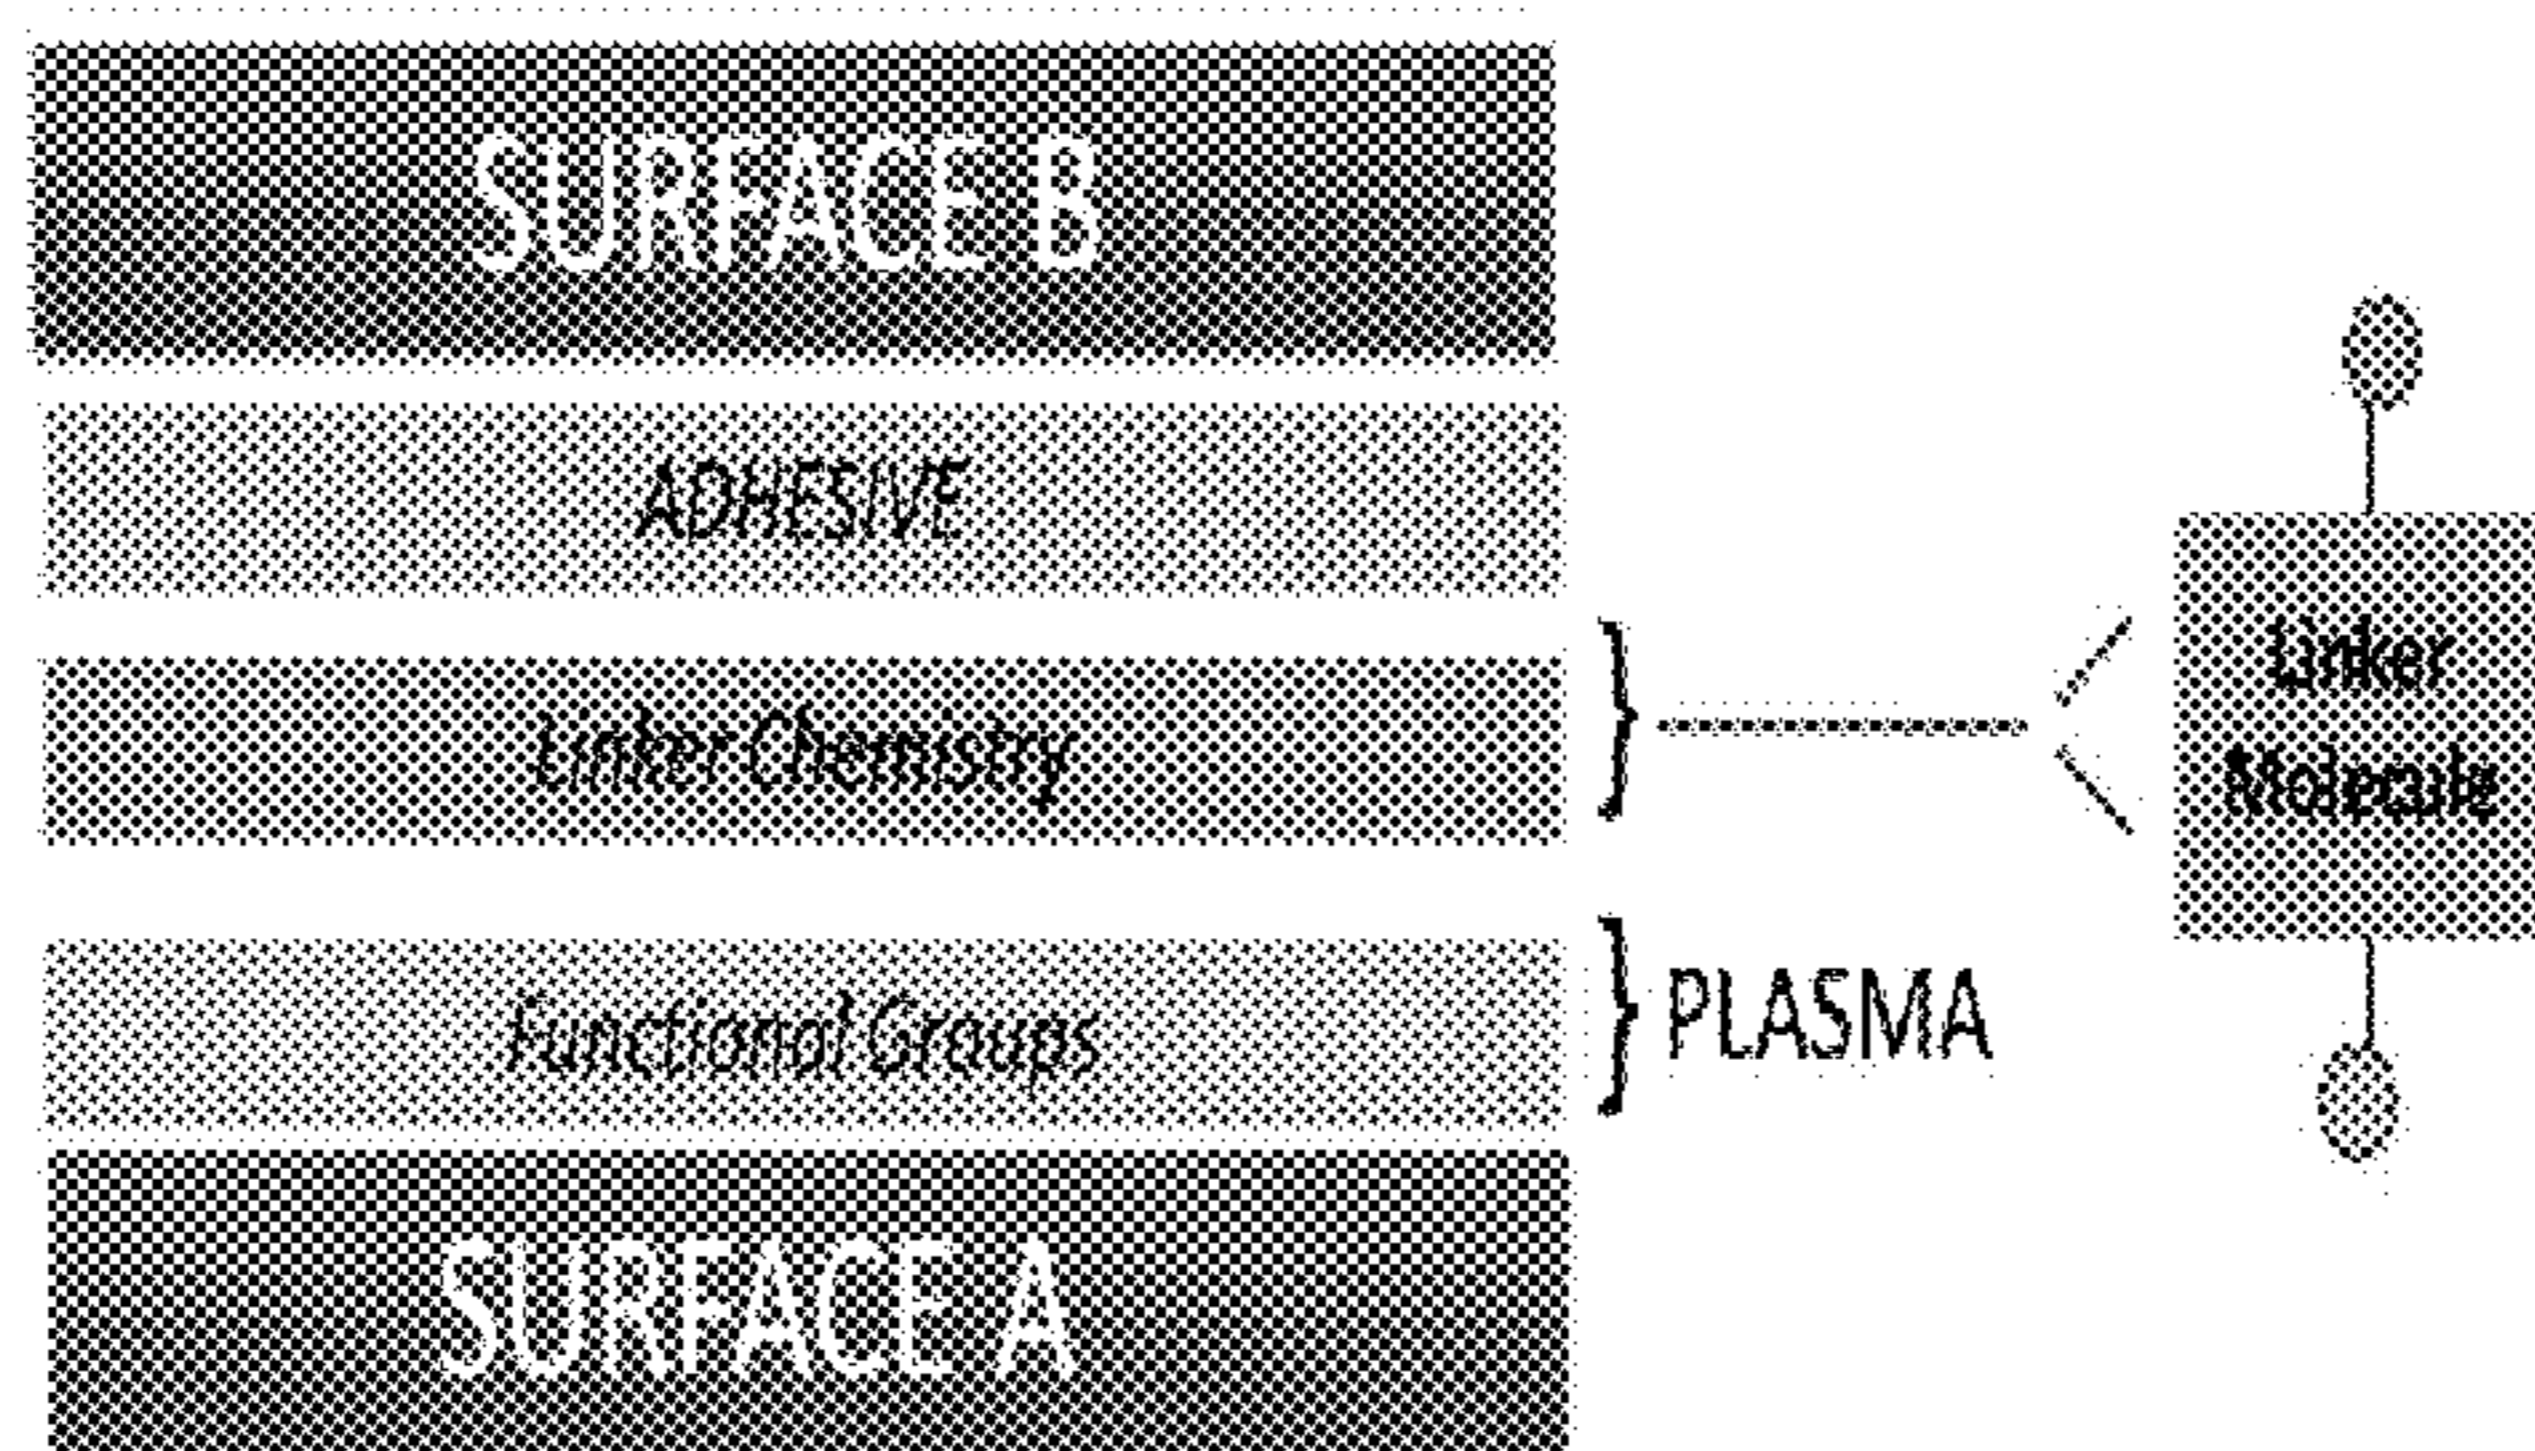 SURFACE B
ADHESIVE
Linker Chemistry
Linker
Molecule
Functional Groups
PLASMA
SURFACE A